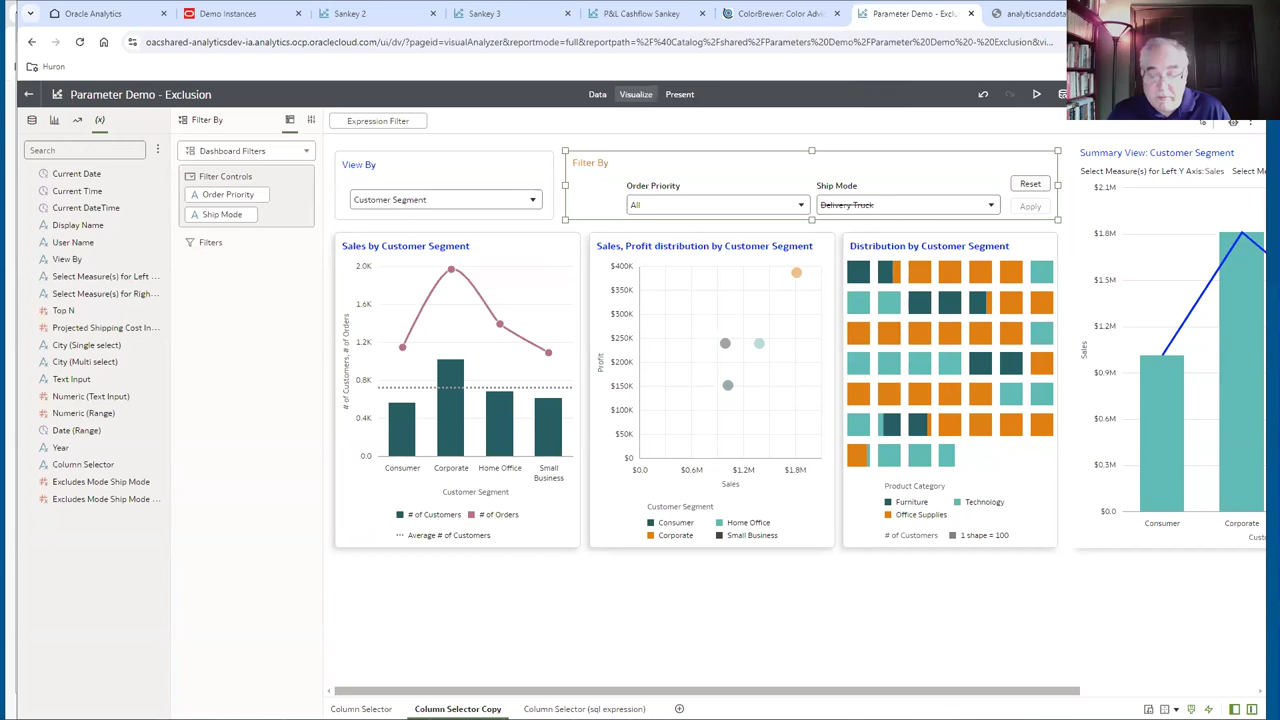 Oracle Analytics
Demo Instances
Sankey 2
Sankey 3
P&L Cashflow Sankey
ColorBrewer: Color Advi
Parameter Demo - Exclusion
analyticsanddata
oacshared-analyticsdev-ia.analytics.ocp.oraclecloud.com/dv/?pageid=visualAnalyzer&reportmode=full&reportpath=%2F%40Catalog%2Fshared%2FParameters%20Demo%2FParameter%20Demo%20-%20Exclusion&vi...
Huron
Parameter Demo - Exclusion
Data
Visualize
Present
(x)
Filter By
Expression Filter
Search
Dashboard Filters
Filter Controls
Order Priority
Ship Mode
Filters
Current Date
Current Time
Current DateTime
Display Name
User Name
View By
Select Measure(s) for Left ...
Select Measure(s) for Righ...
Top N
Projected Shipping Cost In...
City (Single select)
City (Multi select)
Text Input
Numeric (Text Input)
Numeric (Range)
Date (Range)
Year
Column Selector
Excludes Mode Ship Mode
Excludes Mode Ship Mode ...
View By
Customer Segment
Filter By
Order Priority
All
Ship Mode
Delivery Truck
Reset
Apply
Sales by Customer Segment
# of Customers, # of Orders
2.0K
1.6K
1.2K
0.8K
0.4K
0.0
Consumer
Corporate
Home Office
Small Business
Customer Segment
# of Customers
# of Orders
Average # of Customers
Sales, Profit distribution by Customer Segment
Profit
$400K
$350K
$300K
$250K
$200K
$150K
$100K
$50K
$0
$0.0
$0.6M
$1.2M
$1.8M
Sales
Customer Segment
Consumer
Home Office
Corporate
Small Business
Distribution by Customer Segment
Product Category
Furniture
Technology
Office Supplies
# of Customers
1 shape = 100
Summary View: Customer Segment
Select Measure(s) for Left Y Axis: Sales
Select Me
Sales
$2.1M
$1.8M
$1.5M
$1.2M
$0.9M
$0.6M
$0.3M
$0.0
Consumer
Corporate
Custo
Column Selector
Column Selector Copy
Column Selector (sql expression)